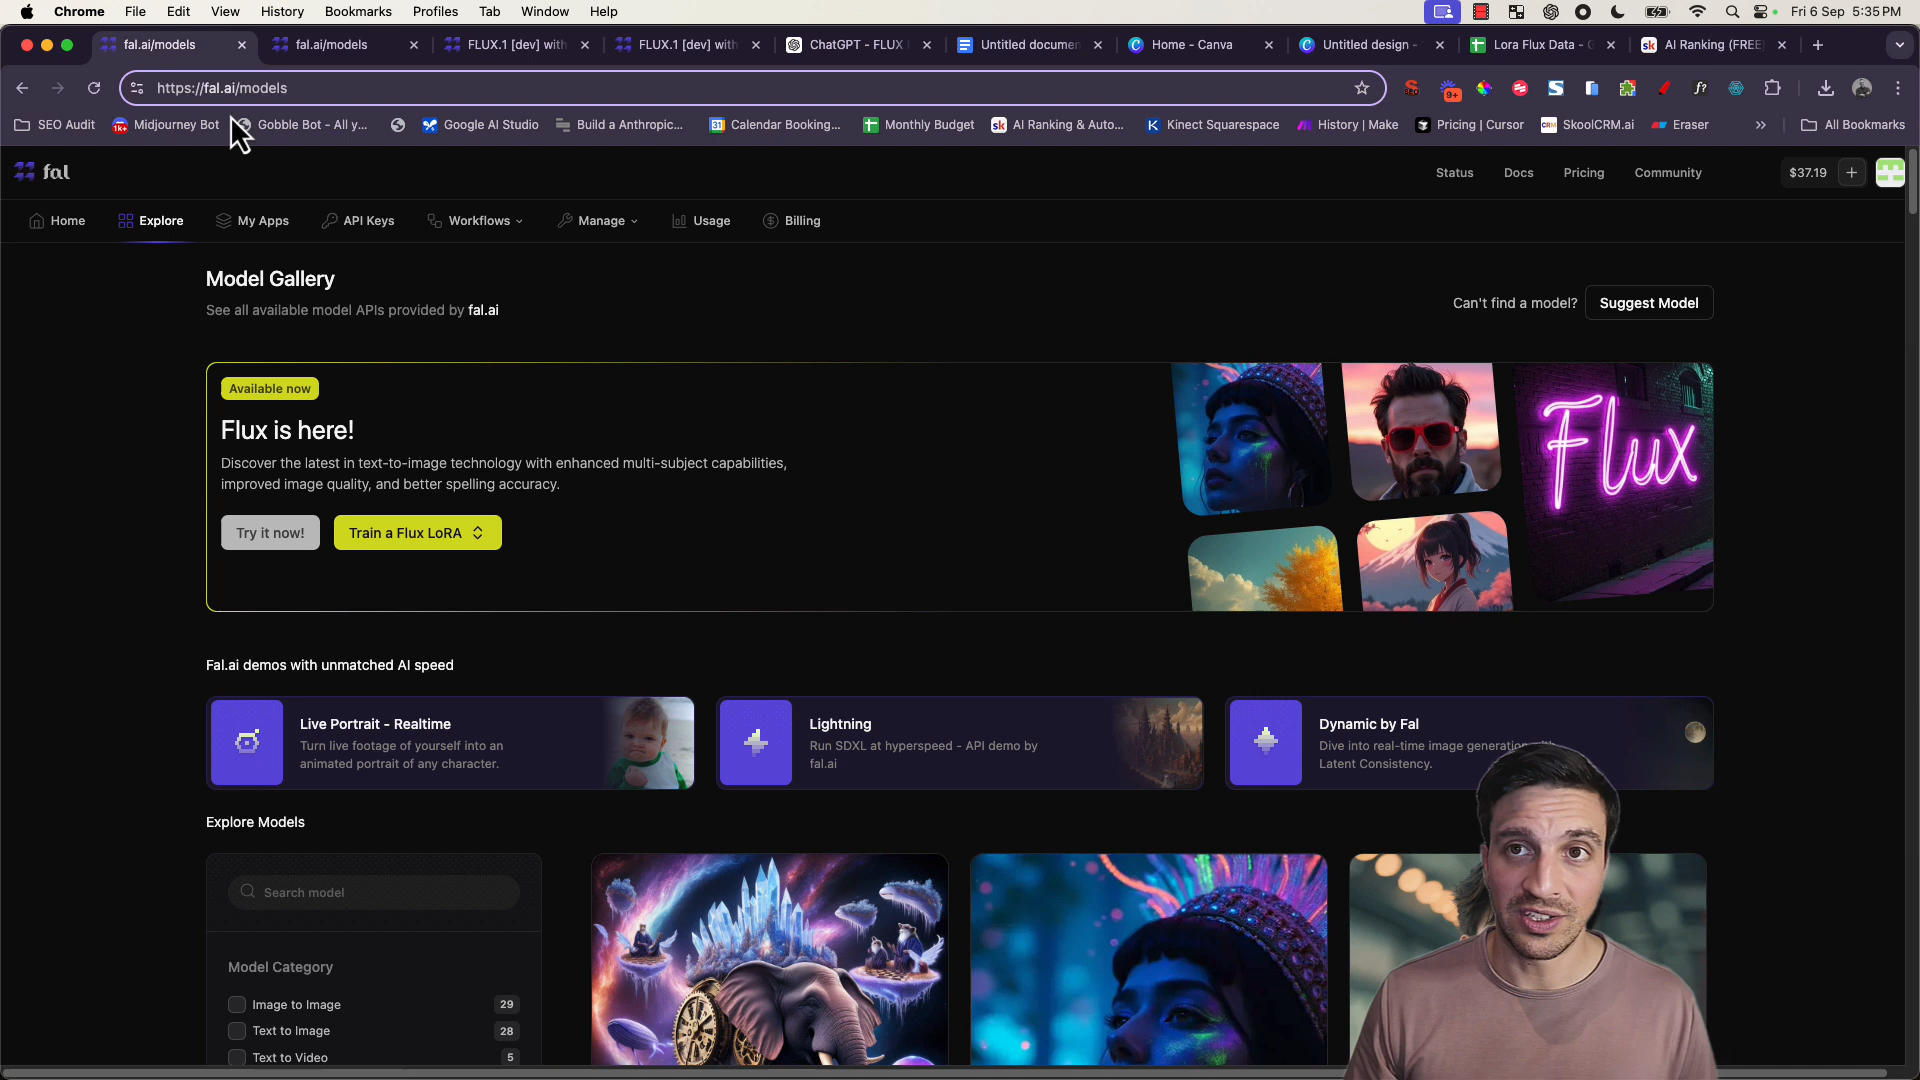 Chrome File Edit View History Bookmarks Profiles Tab Window Help Fri 6 Sep 5:35 PM
fal.ai/models fal.ai/models FLUX.1 [dev] with FLUX.1 [dev] with ChatGPT - FLUX Untitled documen Home - Canva Untitled design - Lora Flux Data - G AI Ranking (FREE)
https://fal.ai/models
9+
SEO Audit Midjourney Bot Gobble Bot - All y... Google AI Studio Build a Anthropic... Calendar Booking... Monthly Budget AI Ranking & Auto... Kinect Squarespace History | Make Pricing | Cursor SkoolCRM.ai Eraser All Bookmarks
fal Status Docs Pricing Community $37.19
Home Explore My Apps API Keys Workflows Manage Usage Billing
Model Gallery
See all available model APIs provided by fal.ai
Can't find a model? Suggest Model
Available now
Flux is here!
Discover the latest in text-to-image technology with enhanced multi-subject capabilities,
improved image quality, and better spelling accuracy.
Try it now! Train a Flux LoRA
Flux
Fal.ai demos with unmatched AI speed
Live Portrait - Realtime
Turn live footage of yourself into an
animated portrait of any character.
Lightning
Run SDXL at hyperspeed - API demo by
fal.ai
Dynamic by Fal
Dive into real-time image generation with
Latent Consistency.
Explore Models
Search model
Model Category
Image to Image 29
Text to Image 28
Text to Video 5